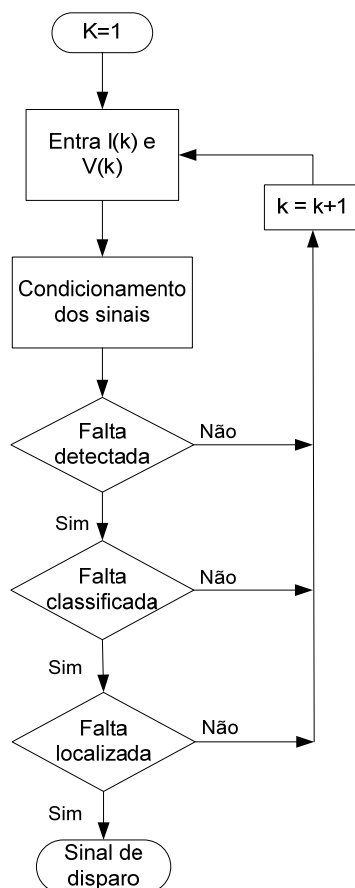 K=1
Entra I(k) e
V(k)
k = k+1
Condicionamento
dos sinais
Falta
detectada
Não
Sim
Falta
classificada
Não
Sim
Falta
localizada
Não
Sim
Sinal de
disparo